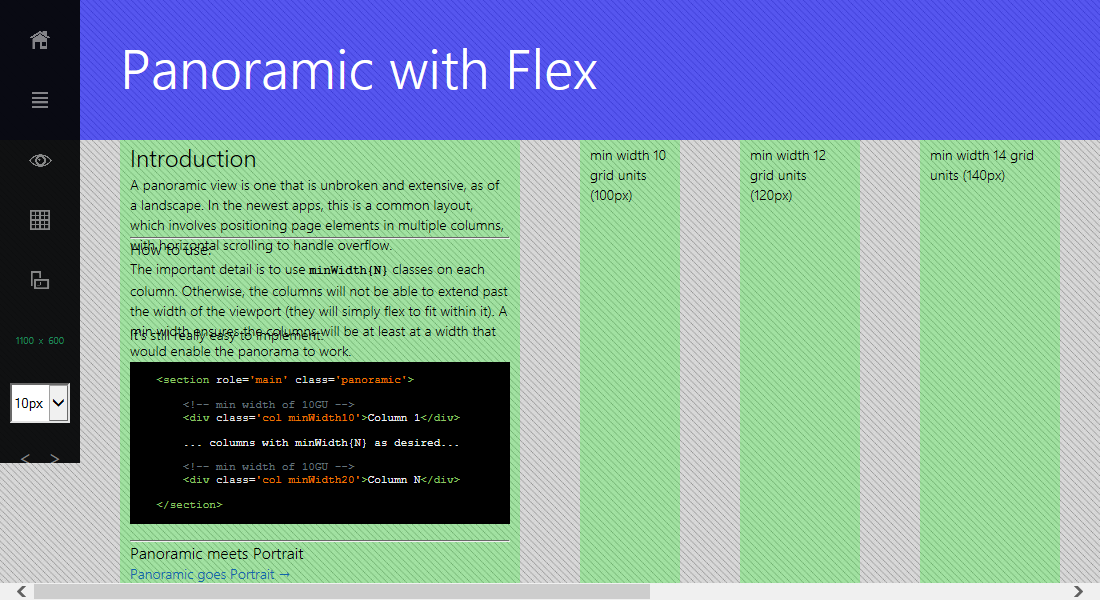 Panoramic with Flex
1100 x 600
10px
Introduction
A panoramic view is one that is unbroken and extensive, as of
a landscape. In the newest apps, this is a common layout,
which involves positioning page elements in multiple columns,
with horizontal scrolling to handle overflow.
How to use:
The important detail is to use minWidth{N} classes on each
column. Otherwise, the columns will not be able to extend past
the width of the viewport (they will simply flex to fit within it). A
min width ensures the columns will be at least at a width that
It's still really easy to implement:
would enable the panorama to work.
<section role='main' class='panoramic'>
<!-- min width of 10GU -->
<div class='col minWidth10'>Column 1</div>
... columns with minWidth{N} as desired...
<!-- min width of 10GU -->
<div class='col minWidth20'>Column N</div>
</section>
Panoramic meets Portrait
Panoramic goes Portrait →
min width 10
grid units
(100px)
min width 12
grid units
(120px)
min width 14 grid
units (140px)